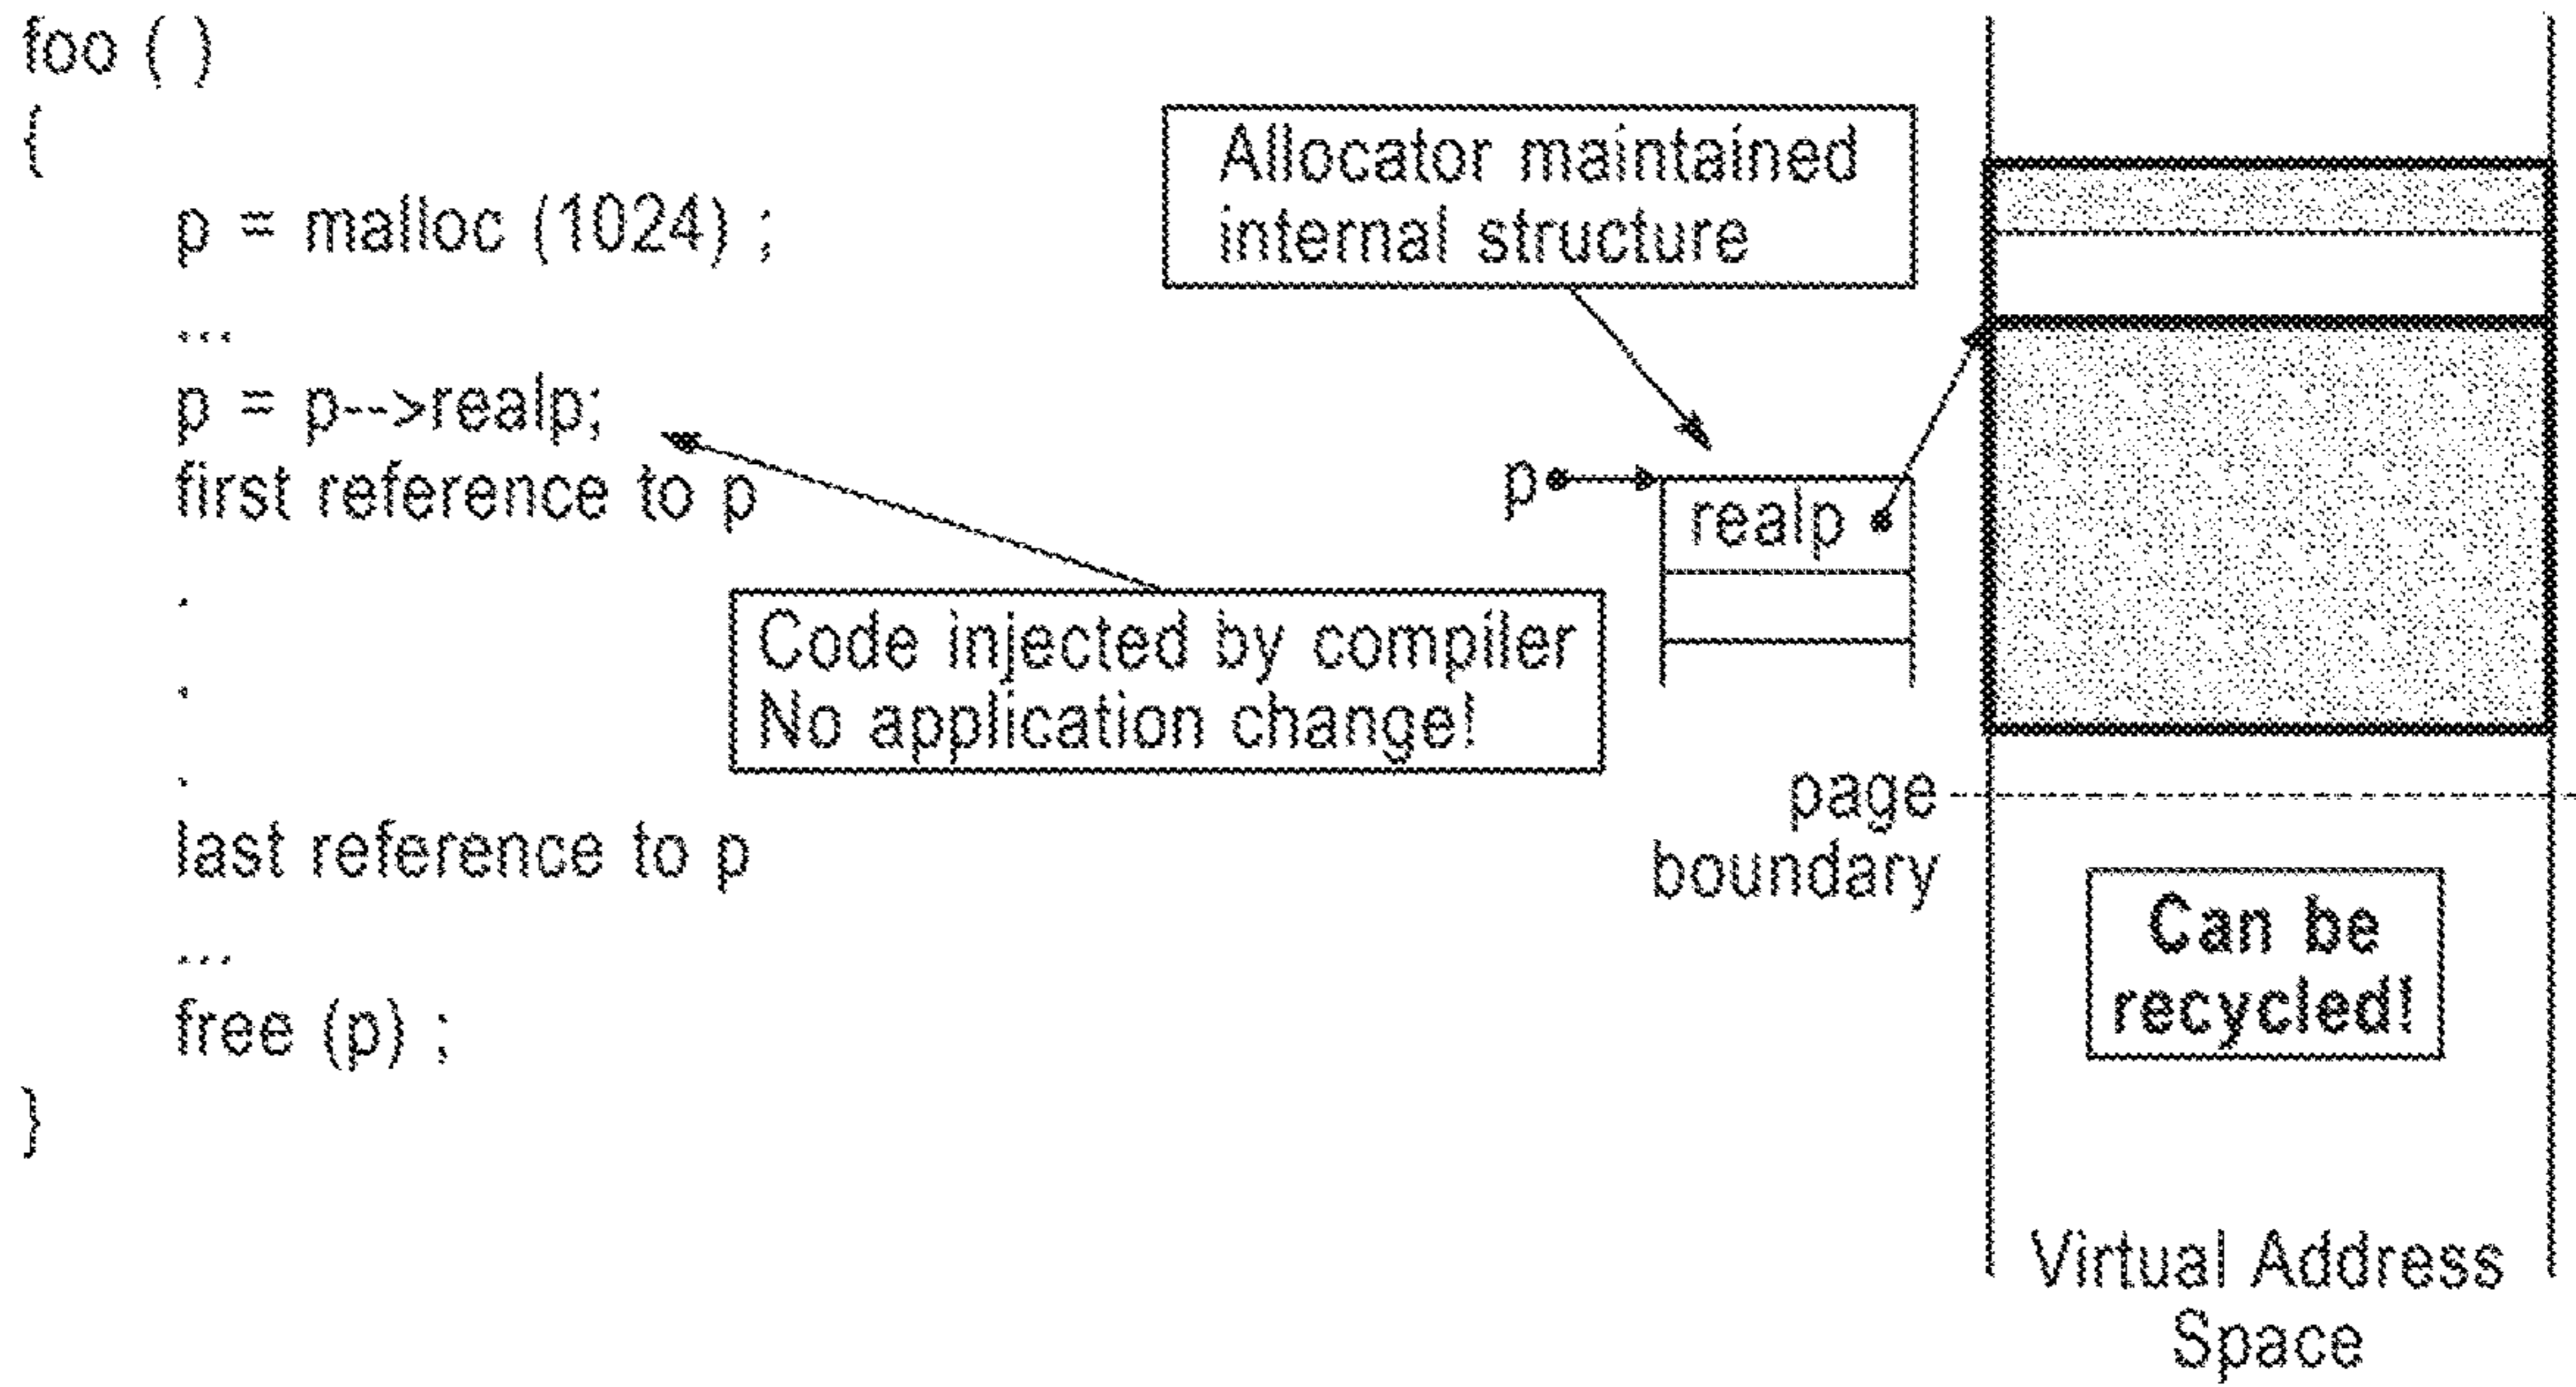 foo ( )
{
p = malloc (1024) ;
...
p = p-->realp;
first reference to p
.
.
.
last reference to p
...
free (p) ;
}
Allocator maintained
internal structure
Code injected by compiler
No application change!
p
realp
page
boundary
Can be
recycled!
Virtual Address
Space